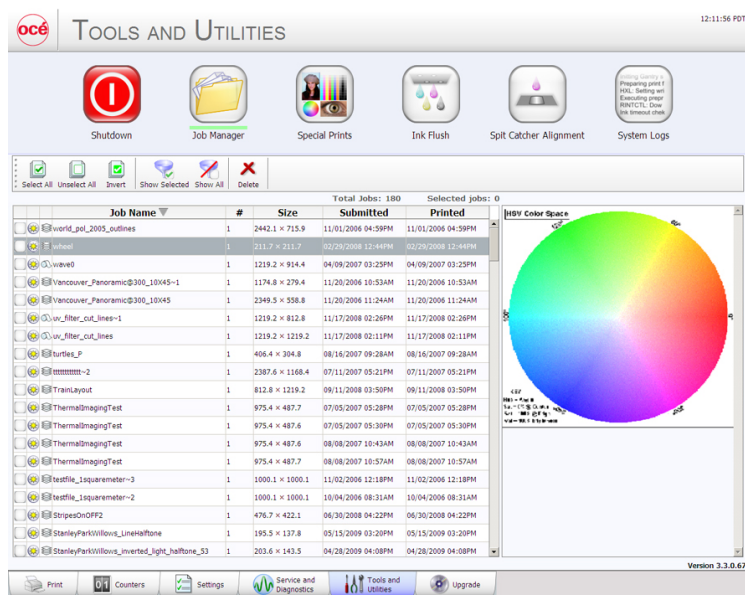 océ
TOOLS AND UTILITIES
12:11:56 PDT
Preparing print f
HXL: Setting wri
Executing prepr
RINTCTL: Dow
Ink timeout chek
Shutdown
Job Manager
Special Prints
Ink Flush
Spit Catcher Alignment
System Logs
Select All Unselect All Invert Show Selected Show All Delete
Total Jobs: 180 Selected jobs: 0
Job Name # Size Submitted Printed
world_pol_2005_outlines 1 2442.1 × 715.9 11/01/2006 04:59PM 11/01/2006 04:59PM
wheel 1 211.7 × 211.7 02/29/2008 12:44PM 02/29/2008 12:44PM
wave0 1 1219.2 × 914.4 04/09/2007 03:25PM 04/09/2007 03:25PM
Vancouver_Panoramic@300_10X45~1 1 1174.8 × 279.4 11/20/2006 10:53AM 11/20/2006 10:53AM
Vancouver_Panoramic@300_10X45 1 2349.5 × 558.8 11/20/2006 11:24AM 11/20/2006 11:24AM
uv_filter_cut_lines~1 1 1219.2 × 812.8 11/17/2008 02:26PM 11/17/2008 02:26PM
uv_filter_cut_lines 1 1219.2 × 1219.2 11/17/2008 02:11PM 11/17/2008 02:11PM
turtles_P 1 406.4 × 304.8 08/16/2007 09:28AM 08/16/2007 09:28AM
1 2387.6 × 1168.4 07/11/2007 05:21PM 07/11/2007 05:21PM
TrainLayout 1 812.8 × 1219.2 09/11/2008 03:50PM 09/11/2008 03:50PM
ThermalImagingTest 1 975.4 × 487.7 07/05/2007 05:28PM 07/05/2007 05:28PM
ThermalImagingTest 1 975.4 × 487.6 07/05/2007 05:30PM 07/05/2007 05:30PM
ThermalImagingTest 1 975.4 × 487.6 08/08/2007 10:43AM 08/08/2007 10:43AM
ThermalImagingTest 1 975.4 × 487.7 08/08/2007 10:57AM 08/08/2007 10:57AM
testfile_1squaremeter~3 1 1000.1 × 1000.1 11/02/2006 12:18PM 11/02/2006 12:18PM
testfile_1squaremeter~2 1 1000.1 × 1000.1 10/04/2006 08:31AM 10/04/2006 08:31AM
StripesOnOFF2 1 476.7 × 422.1 06/30/2008 04:22PM 06/30/2008 04:22PM
StanleyParkWillows_LineHalftone 1 195.5 × 137.8 05/15/2009 03:20PM 05/15/2009 03:20PM
StanleyParkWillows_inverted_light_halftone_53 1 203.6 × 143.5 04/28/2009 04:08PM 04/28/2009 04:08PM
HSV Color Space
Version 3.3.0.67
Print
Counters
Settings
Service and
Diagnostics
Tools and
Utilities
Upgrade